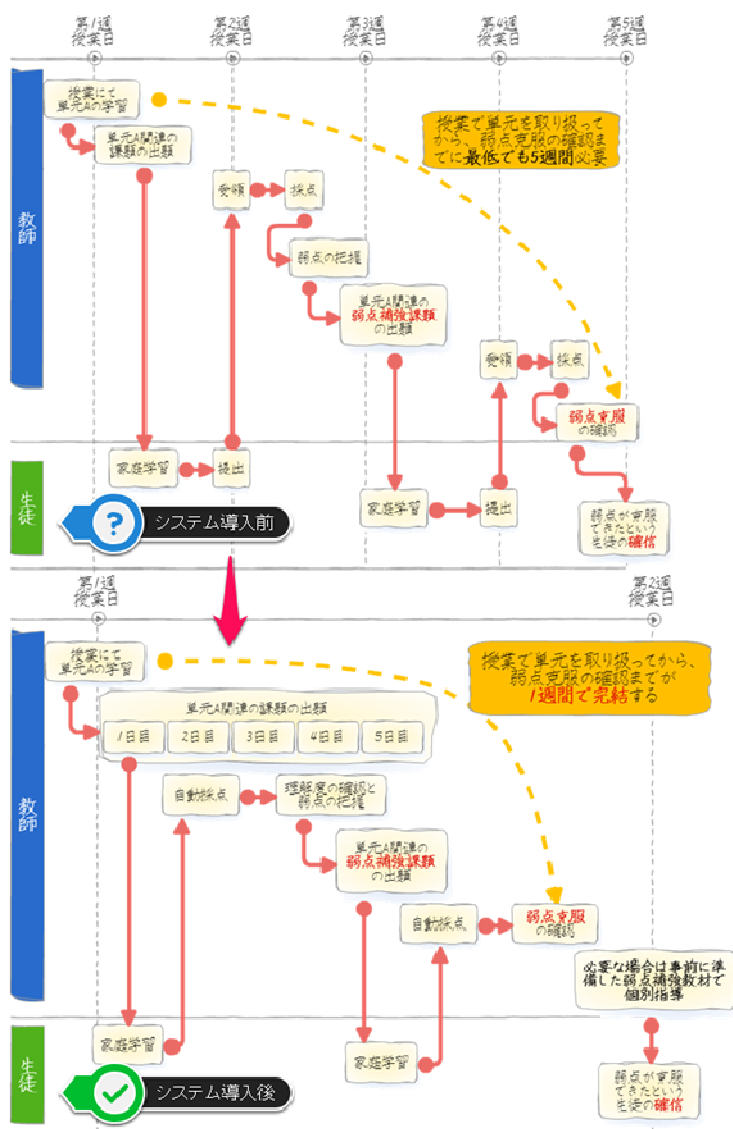 第1週
授業日
第2週
授業日
第3週
授業日
第4週
授業日
第5週
授業日
教師
授業にて
単元Aの学習
単元A関連の
課題の出題
授業で単元を取り扱って
から、弱点克服の確認ま
でに最低でも5週間必要
受領
採点
弱点の把握
単元A関連の
弱点補強課題
の出題
受領
採点
弱点克服
の確認
生徒
家庭学習
提出
家庭学習
提出
弱点が克服
できたという
生徒の確信
システム導入前
第1週
授業日
第2週
授業日
教師
授業にて
単元Aの学習
授業で単元を取り扱ってから、
弱点克服の確認までが
1週間で完結する
単元A関連の課題の出題
1日目
2日目
3日目
4日目
5日目
自動採点
理解度の確認と
弱点の把握
単元A関連の
弱点補強課題
の出題
自動採点
弱点克服
の確認
必要な場合は事前に準
備した弱点補強教材で
個別指導
生徒
家庭学習
家庭学習
弱点が克服
できたという
生徒の確信
システム導入後